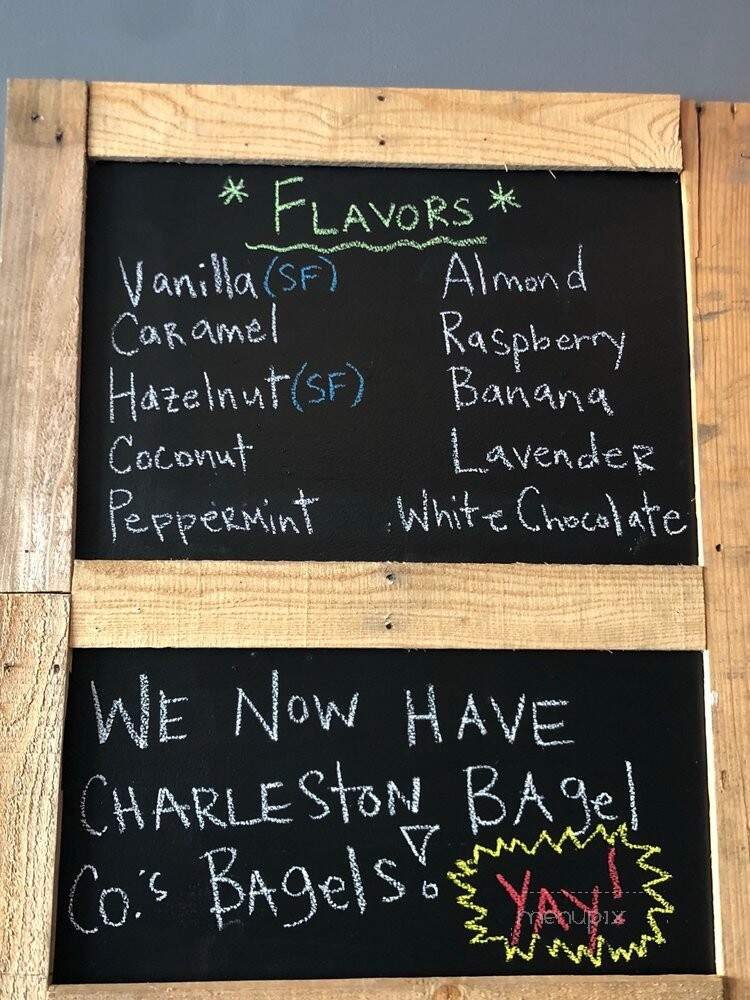 * FLAVORS *
Vanilla (SF)
Caramel
Hazelnut (SF)
Coconut
Peppermint
Almond
Raspberry
Banana
Lavender
White Chocolate
WE NOW HAVE
CHARLESTON BAgel
Co.'s BAgels!
YAY!
menupix